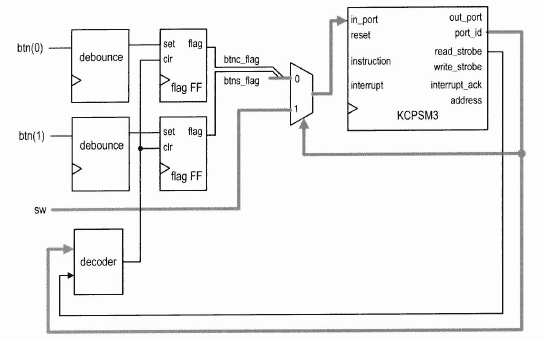 btn(0)
debounce
set flag
clr
flag FF
btnc_flag
btns_flag
0
1
in_port
out_port
reset
port_id
read_strobe
instruction
write_strobe
interrupt
interrupt_ack
address
KCPSM3
btn(1)
debounce
set flag
clr
flag FF
sw
decoder